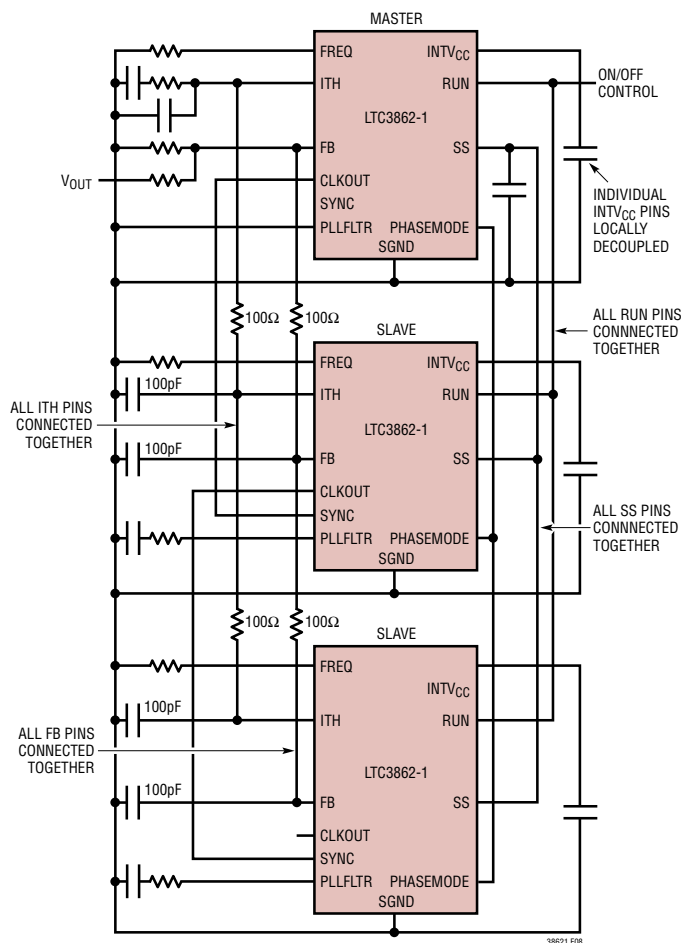 MASTER
FREQ
INTVCC
ITH
RUN
ON/OFF
CONTROL
LTC3862-1
FB
SS
VOUT
CLKOUT
SYNC
PLLFLTR
PHASEMODE
SGND
INDIVIDUAL
INTVCC PINS
LOCALLY
DECOUPLED
100Ω
100Ω
ALL RUN PINS
CONNNECTED
TOGETHER
SLAVE
FREQ
INTVCC
100pF
ITH
RUN
ALL ITH PINS
CONNECTED
TOGETHER
LTC3862-1
100pF
FB
SS
CLKOUT
SYNC
PLLFLTR
PHASEMODE
SGND
ALL SS PINS
CONNNECTED
TOGETHER
100Ω
100Ω
SLAVE
FREQ
INTVCC
100pF
ITH
RUN
ALL FB PINS
CONNECTED
TOGETHER
LTC3862-1
100pF
FB
SS
CLKOUT
SYNC
PLLFLTR
PHASEMODE
SGND
38621 F08